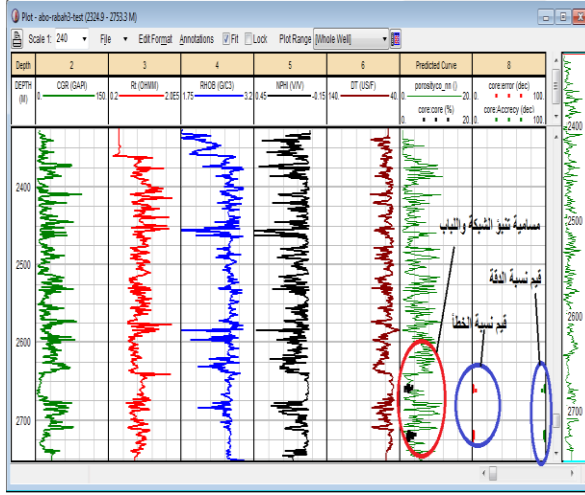 Plot - abo-rabah3-test (2324.9 - 2753.3 M)
Scale 1: 240 File Edit Format Annotations Fit Lock Plot Range [Whole Well]
Depth 2 3 4 5 6 Predicted Curve 8
DEPTH (M) CGR (GAPI) Rt (OHMM) RHOB (G/C3) NPHI (V/V) DT (US/F) porosityco_nn () core:error (dec)
0. 150. 0.2 2.0E5 1.75 3.2 0.45 -0.15 140. 40. 0. 20. 0. 100.
core:core (%) core:Accrecy (dec)
0. 20. 0. 100.
2400
2500
2600
2700
مسامية تنبؤ الشبكة واللباب
قيم نسبة الدقة
قيم نسبة الخطأ
2400
2500
2600
2700